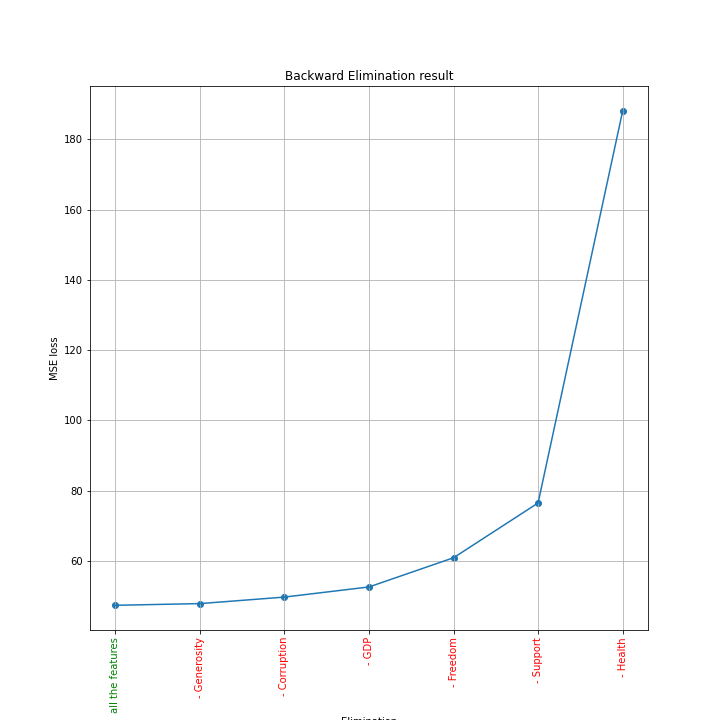 Backward Elimination result
MSE loss
180
160
140
120
100
80
60
all the features
- Generosity
- Corruption
- GDP
- Freedom
- Support
- Health
Elimination